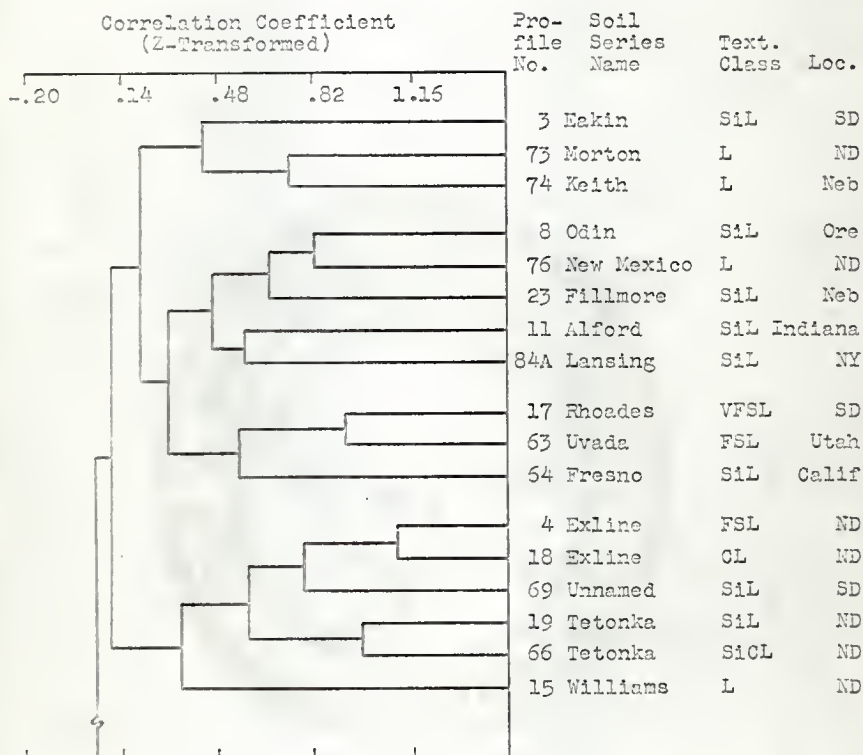 Correlation Coefficient
(Z-Transformed)
Pro- Soil
file Series Text.
No. Name Class Loc.
-.20 .14 .48 .82 1.15
3 Eakin SiL SD
73 Morton L ND
74 Keith L Neb
8 Odin SiL Ore
76 New Mexico L ND
23 Fillmore SiL Neb
11 Alford SiL Indiana
84A Lansing SiL NY
17 Rhoades VFSL SD
63 Uvada FSL Utah
54 Fresno SiL Calif
4 Exline FSL ND
18 Exline CL ND
69 Unnamed SiL SD
19 Tetonka SiL ND
66 Tetonka SiCL ND
15 Williams L ND